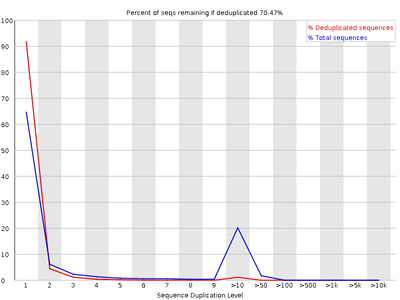 Percent of seqs remaining if deduplicated 70.47%
% Deduplicated sequences
% Total sequences
100
90
80
70
60
50
40
30
20
10
0
1 2 3 4 5 6 7 8 9 >10 >50 >100 >500 >1k >5k >10k
Sequence Duplication Level